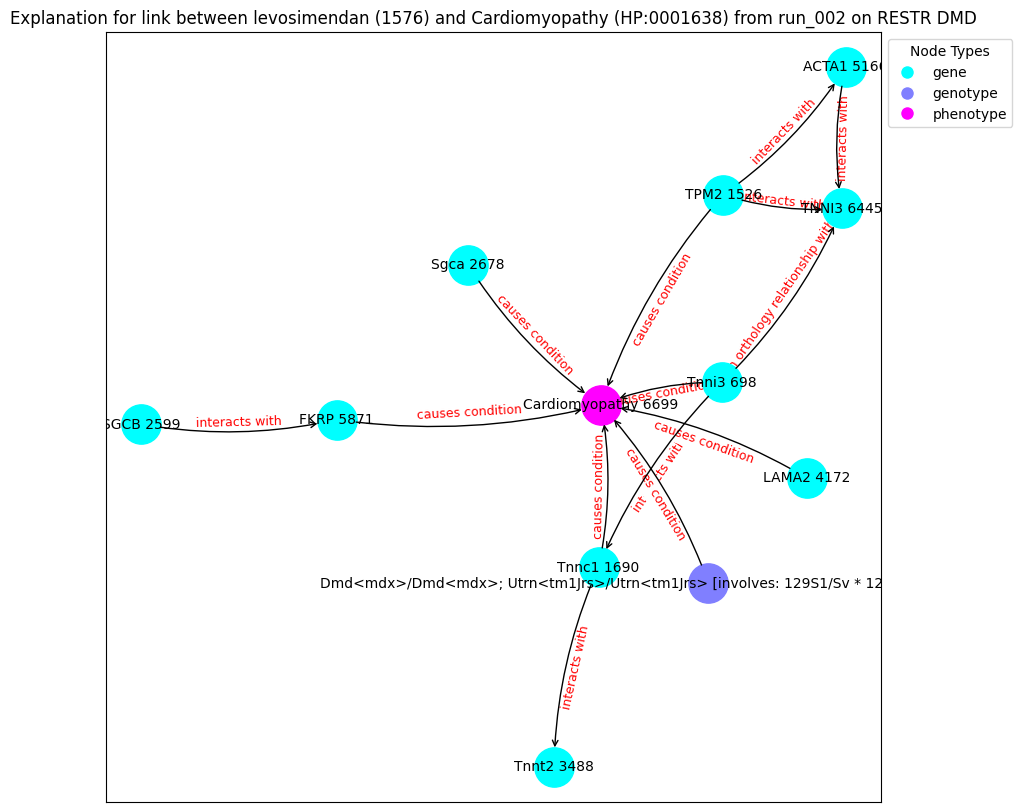 Explanation for link between levosimendan (1576) and Cardiomyopathy (HP:0001638) from run_002 on RESTR DMD
Node Types
gene
genotype
phenotype
ACTA1 5166
interacts with
interacts with
TPM2 1526
interacts with
TNNI3 6445
Sgca 2678
causes condition
causes condition
orthology relationship with
Tnni3 698
causes condition
Cardiomyopathy 6699
SGCB 2599
interacts with
FKRP 5871
causes condition
causes condition
LAMA2 4172
causes condition
causes condition
Tnnc1 1690
Dmd<mdx>/Dmd<mdx>; Utrn<tm1Jrs>/Utrn<tm1Jrs> [involves: 129S1/Sv * 12
interacts with
Tnnt2 3488